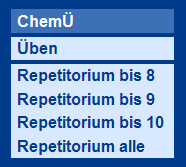 ChemÜ
Üben
Repetitorium bis 8
Repetitorium bis 9
Repetitorium bis 10
Repetitorium alle